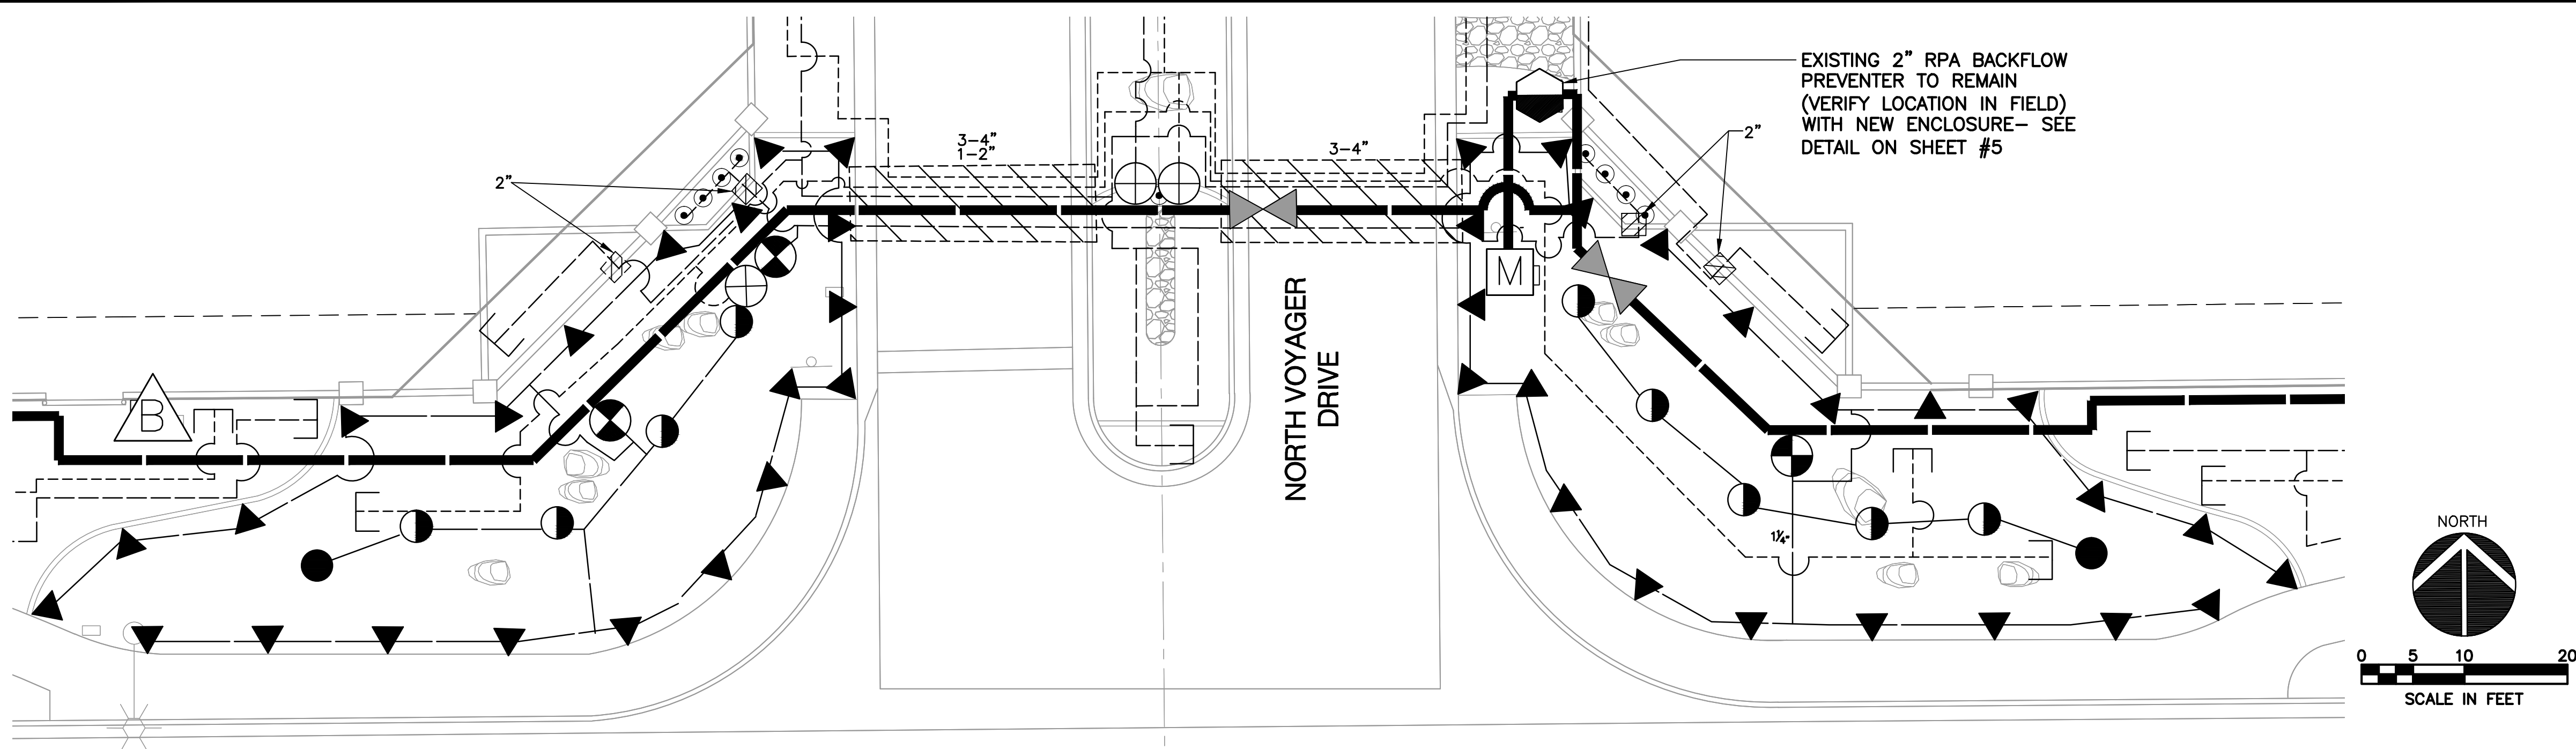 EXISTING 2" RPA BACKFLOW
PREVENTER TO REMAIN
(VERIFY LOCATION IN FIELD)
WITH NEW ENCLOSURE– SEE
DETAIL ON SHEET #5
3-4"
1-2"
3-4"
2"
2"
M
NORTH VOYAGER
DRIVE
B
1¼"
NORTH
0 5 10 20
SCALE IN FEET